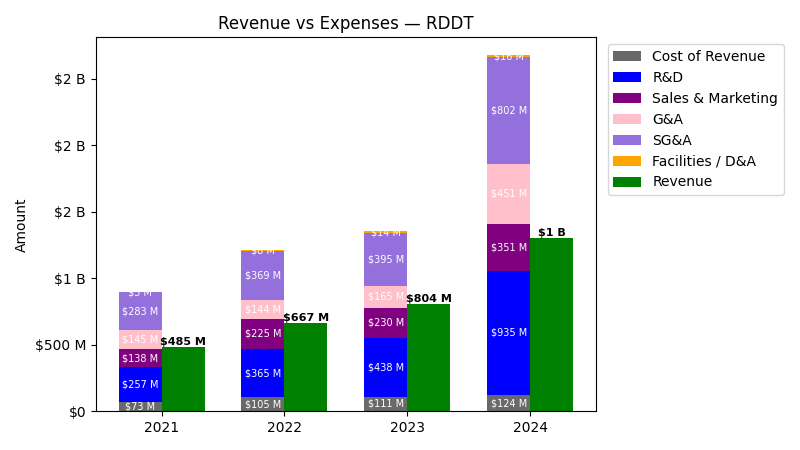 Revenue vs Expenses — RDDT
Cost of Revenue
R&D
Sales & Marketing
G&A
SG&A
Facilities / D&A
Revenue
Amount
$2 B
$2 B
$2 B
$1 B
$500 M
$0
$283 M
$145 M
$138 M
$257 M
$73 M
$485 M
$8 M
$369 M
$144 M
$225 M
$365 M
$105 M
$667 M
$14 M
$395 M
$165 M
$230 M
$438 M
$111 M
$804 M
$16 M
$802 M
$451 M
$351 M
$935 M
$124 M
$1 B
2021
2022
2023
2024